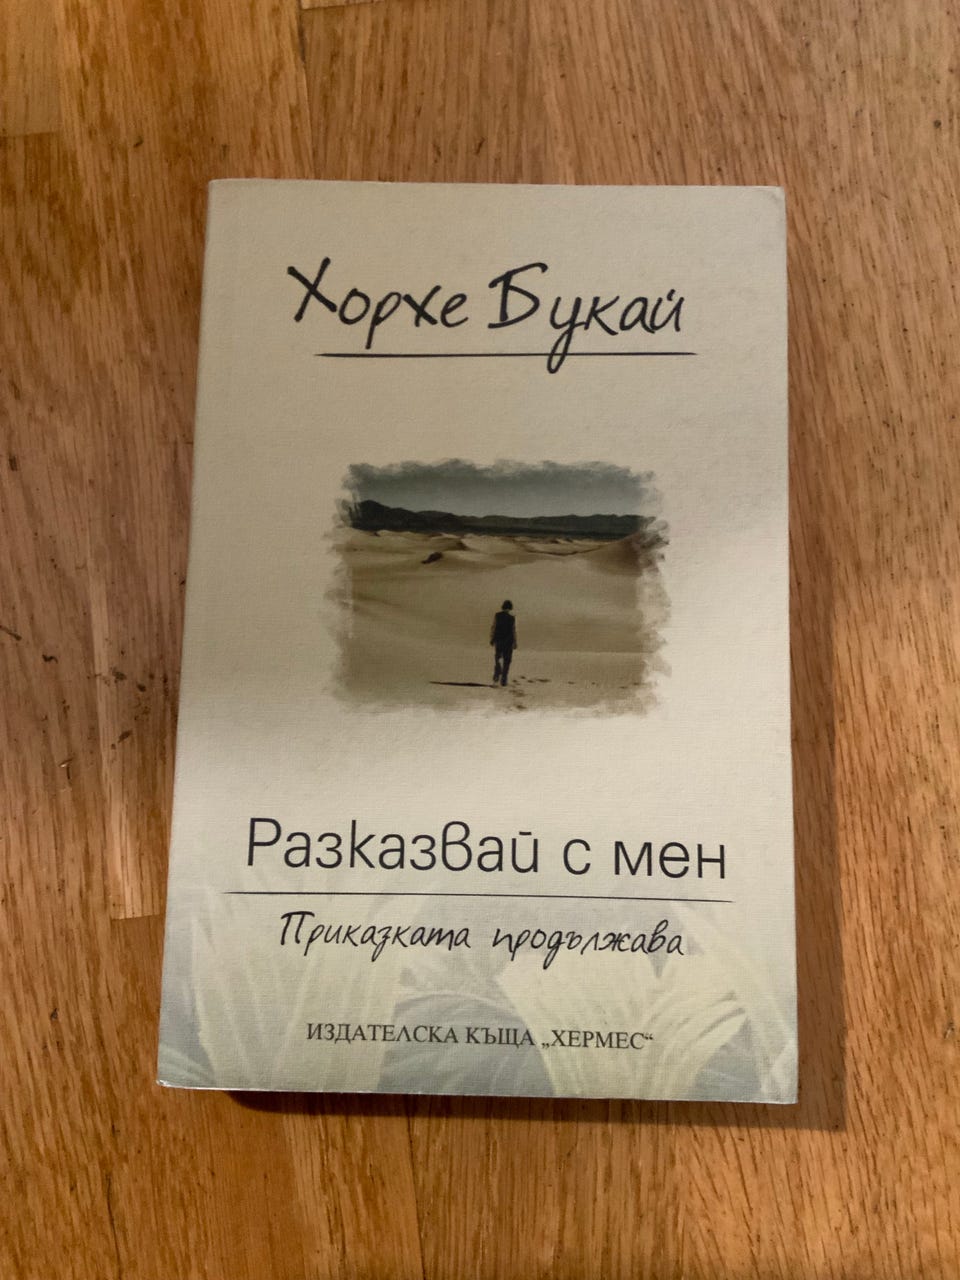 Хорхе Букай
Разказвай с мен
Приказката продължава
ИЗДАТЕЛСКА КЪЩА „ХЕРМЕС“